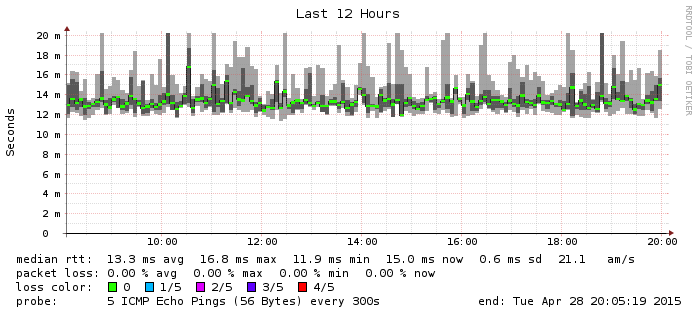 Last 12 Hours
RRDTOOL / TOBI OETIKER
Seconds
20 m
18 m
16 m
14 m
12 m
10 m
8 m
6 m
4 m
2 m
0
10:00 12:00 14:00 16:00 18:00 20:00
median rtt: 13.3 ms avg 16.8 ms max 11.9 ms min 15.0 ms now 0.6 ms sd 21.1 am/s
packet loss: 0.00 % avg 0.00 % max 0.00 % min 0.00 % now
loss color: 0 1/5 2/5 3/5 4/5
probe: 5 ICMP Echo Pings (56 Bytes) every 300s end: Tue Apr 28 20:05:19 2015